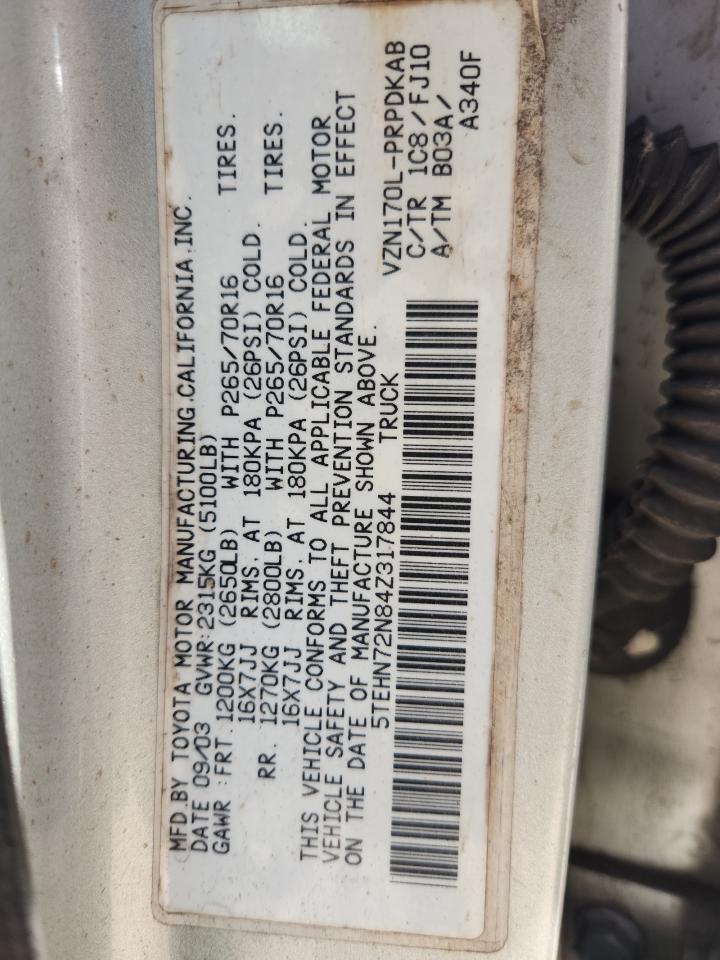 MFD.BY TOYOTA MOTOR MANUFACTURING.CALIFORNIA.INC.
DATE 09/03 GVWR:2315KG (5100LB)
GAWR :FRT.1200KG (2650LB) WITH P265/70R16 TIRES.
16X7JJ RIMS, AT 180KPA (26PSI) COLD.
RR. 1270KG (2800LB) WITH P265/70R16 TIRES.
16X7JJ RIMS, AT 180KPA (26PSI) COLD.
THIS VEHICLE CONFORMS TO ALL APPLICABLE FEDERAL MOTOR
VEHICLE SAFETY AND THEFT PREVENTION STANDARDS IN EFFECT
ON THE DATE OF MANUFACTURE SHOWN ABOVE.
5TEHN72N84Z317844 TRUCK
VZN170L-PRPDKAB
C/TR 1C8/FJ10
A/TM B03A/
A340F